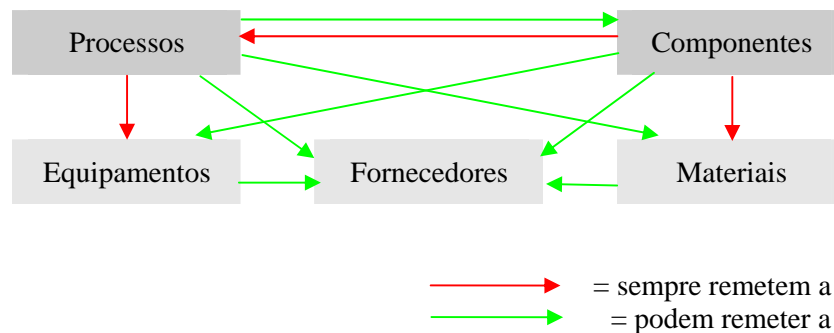 Processos Componentes
Equipamentos Fornecedores Materiais
= sempre remetem a
= podem remeter a